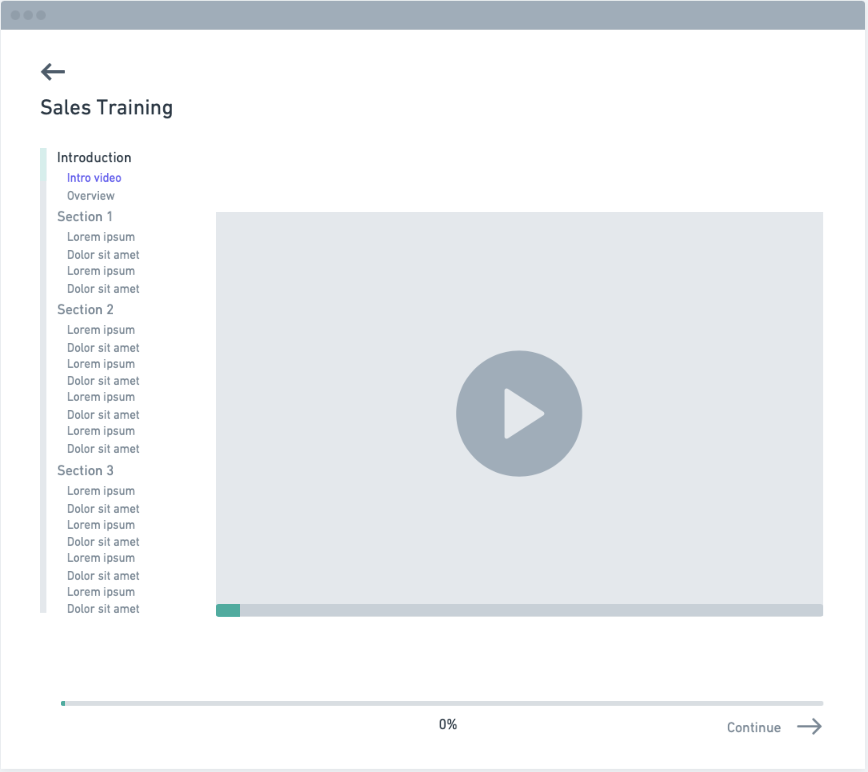 Sales Training
Introduction
Intro video
Overview
Section 1
Lorem ipsum
Dolor sit amet
Lorem ipsum
Dolor sit amet
Section 2
Lorem ipsum
Dolor sit amet
Lorem ipsum
Dolor sit amet
Lorem ipsum
Dolor sit amet
Lorem ipsum
Dolor sit amet
Section 3
Lorem ipsum
Dolor sit amet
Lorem ipsum
Dolor sit amet
Lorem ipsum
Dolor sit amet
Lorem ipsum
Dolor sit amet
0%
Continue